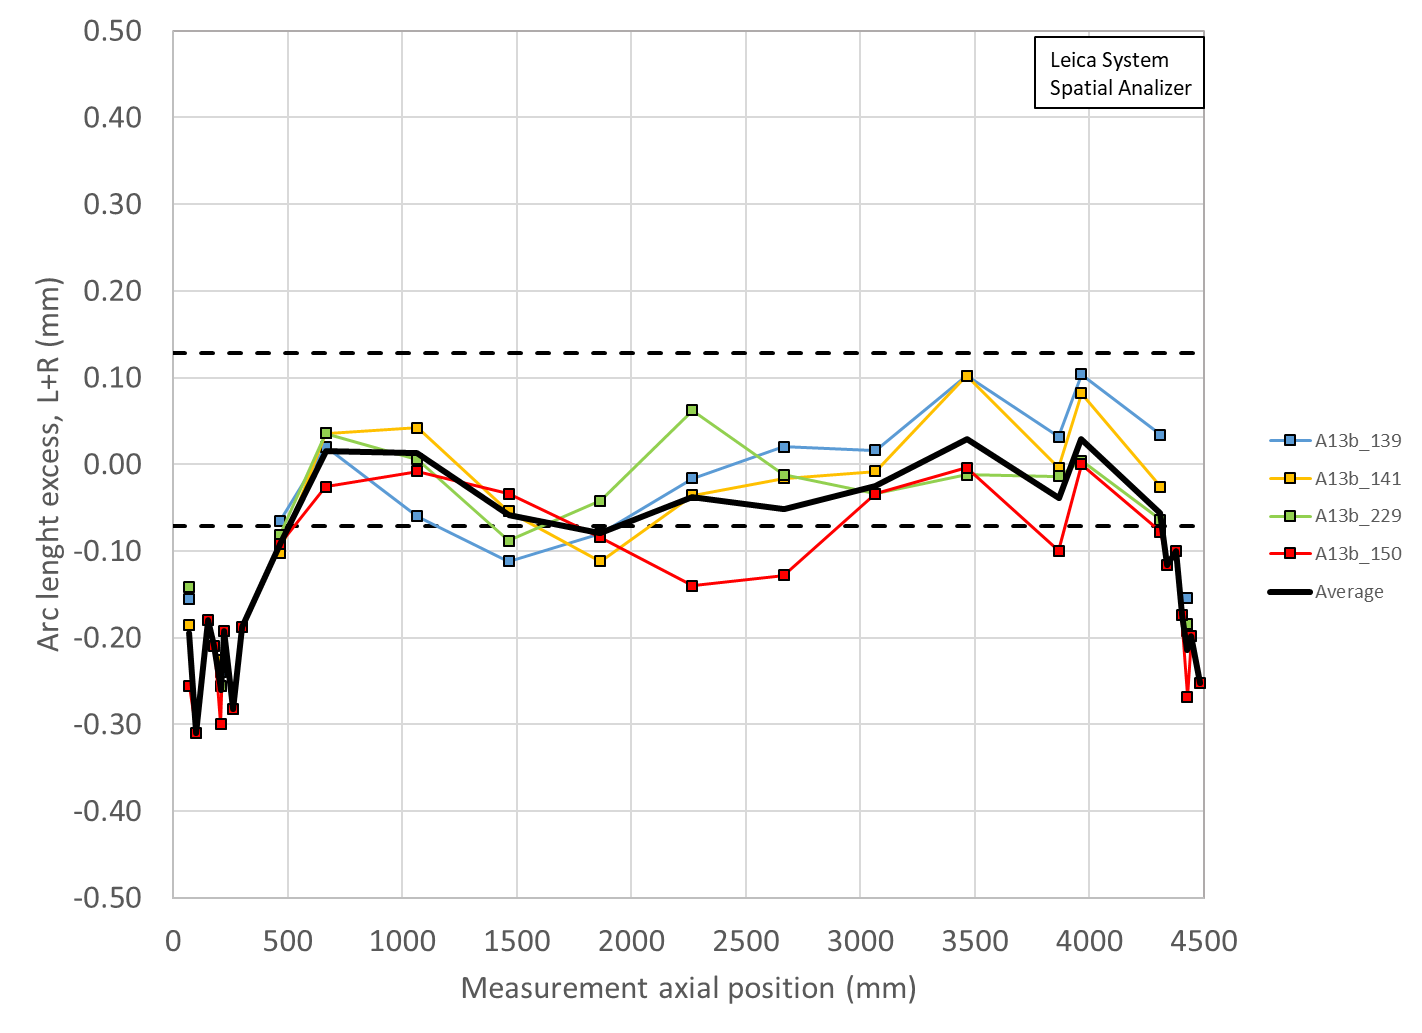 0.50
0.40
0.30
0.20
0.10
0.00
-0.10
-0.20
-0.30
-0.40
-0.50
Arc lenght excess, L+R (mm)
Leica System
Spatial Analizer
A13b_139
A13b_141
A13b_229
A13b_150
Average
0 500 1000 1500 2000 2500 3000 3500 4000 4500
Measurement axial position (mm)